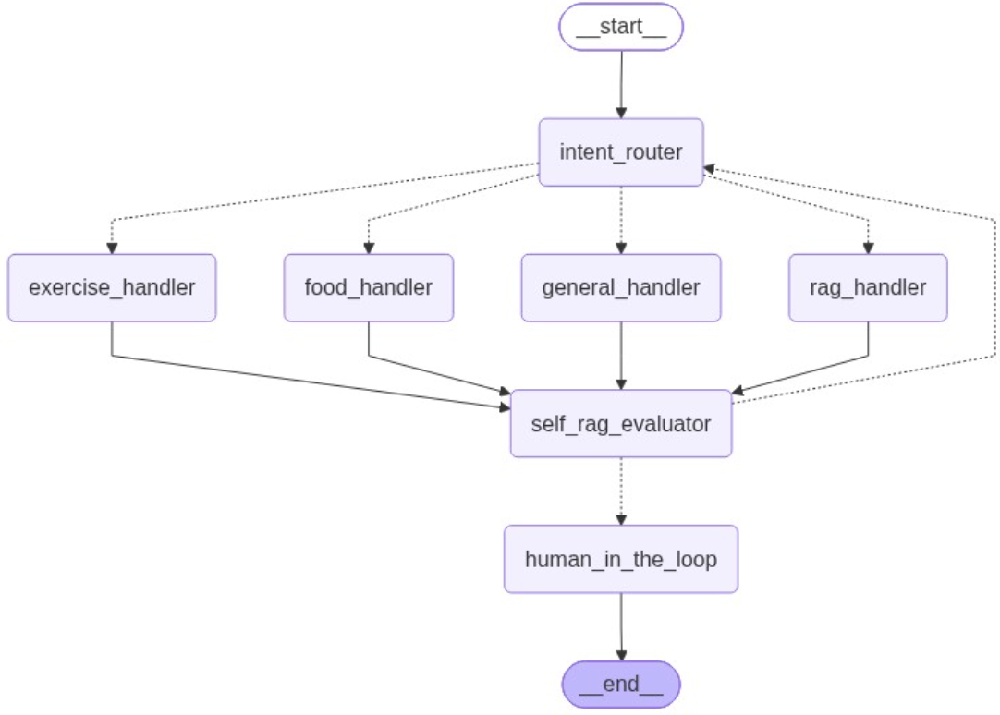 __start__
intent_router
exercise_handler
food_handler
general_handler
rag_handler
self_rag_evaluator
human_in_the_loop
__end__